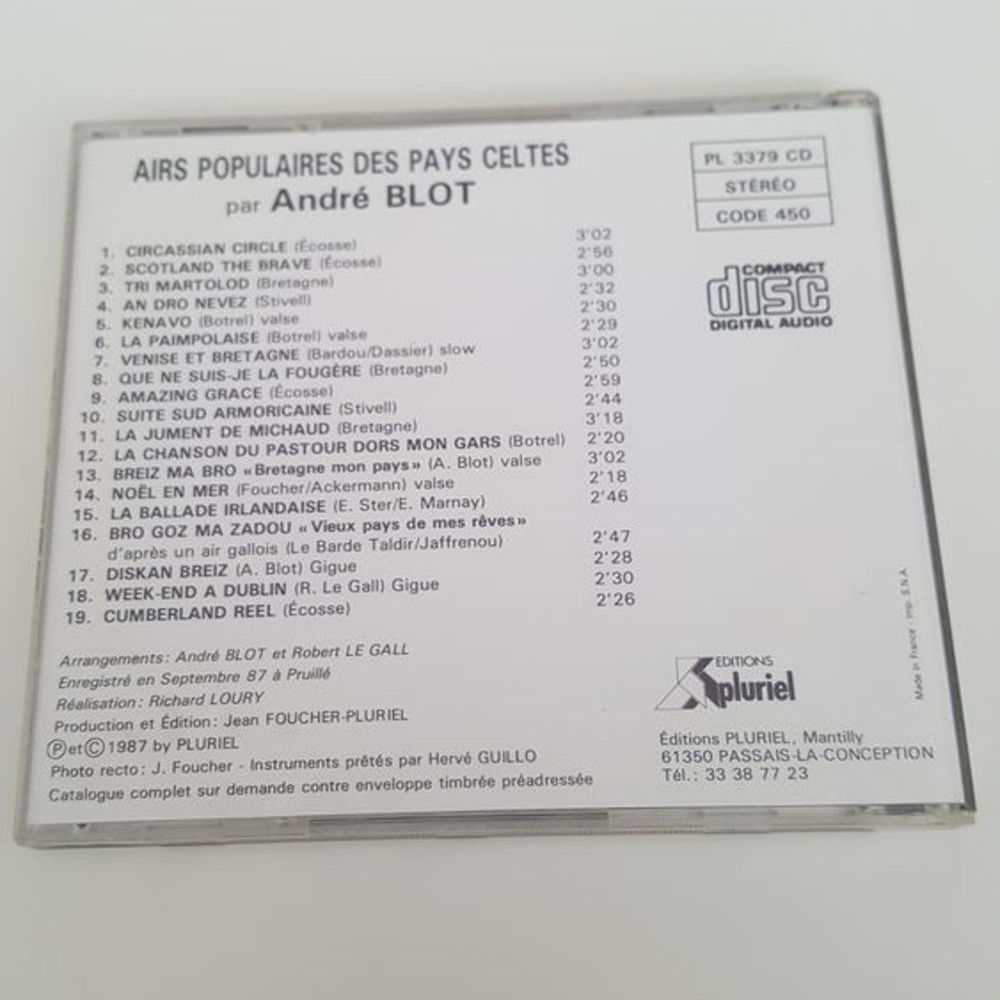 AIRS POPULAIRES DES PAYS CELTES
par André BLOT
PL 3379 CD
STÉRÉO
CODE 450
COMPACT
disc
DIGITAL AUDIO
1. CIRCASSIAN CIRCLE (Écosse) 3'02
2. SCOTLAND THE BRAVE (Écosse) 2'56
3. TRI MARTOLOD (Bretagne) 3'00
4. AN DRO NEVEZ (Stivell) 2'32
5. KENAVO (Botrel) valse 2'30
6. LA PAIMPOLAISE (Botrel) valse 2'29
7. VENISE ET BRETAGNE (Bardou/Dassier) slow 3'02
8. QUE NE SUIS-JE LA FOUGÈRE (Bretagne) 2'50
9. AMAZING GRACE (Écosse) 2'59
10. SUITE SUD ARMORICAINE (Stivell) 2'44
11. LA JUMENT DE MICHAUD (Bretagne) 3'18
12. LA CHANSON DU PASTOUR DORS MON GARS (Botrel) 2'20
13. BREIZ MA BRO «Bretagne mon pays» (A. Blot) valse 3'02
14. NOËL EN MER (Foucher/Ackermann) valse 2'18
15. LA BALLADE IRLANDAISE (E. Ster/E. Marnay) 2'46
16. BRO GOZ MA ZADOU «Vieux pays de mes rêves»
d'après un air gallois (Le Barde Taldir/Jaffrenou) 2'47
17. DISKAN BREIZ (A. Blot) Gigue 2'28
18. WEEK-END A DUBLIN (R. Le Gall) Gigue 2'30
19. CUMBERLAND REEL (Écosse) 2'26
Arrangements: André BLOT et Robert LE GALL
Enregistré en Septembre 87 à Pruillé
Réalisation: Richard LOURY
Production et Édition: Jean FOUCHER-PLURIEL
Ⓟ et © 1987 by PLURIEL
Photo recto: J. Foucher - Instruments prêtés par Hervé GUILLO
Catalogue complet sur demande contre enveloppe timbrée préadressée
EDITIONS
pluriel
Éditions PLURIEL, Mantilly
61350 PASSAIS-LA-CONCEPTION
Tél.: 33 38 77 23
Made in France - Imp. S.N.A.